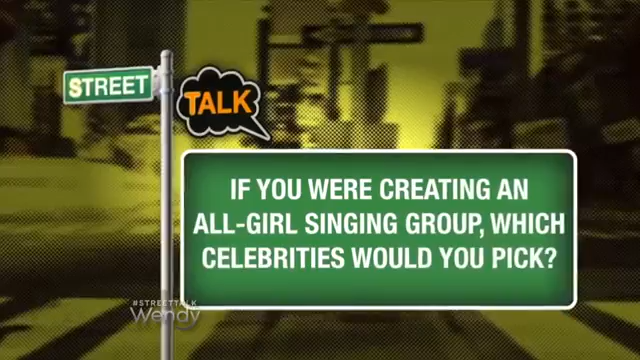 STREET
TALK
IF YOU WERE CREATING AN
ALL-GIRL SINGING GROUP, WHICH
CELEBRITIES WOULD YOU PICK?
#STREETTALK
Wendy